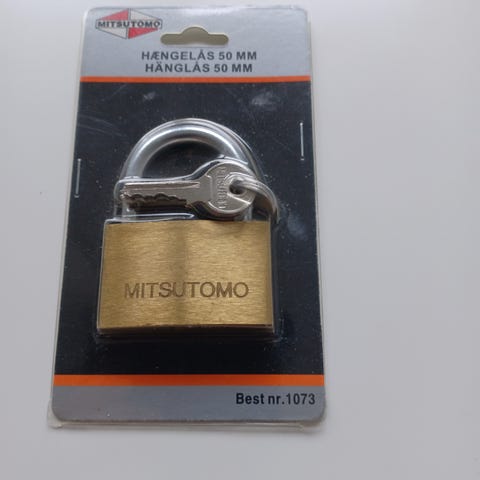 MITSUTOMO
HÆNGELÅS 50 MM
HÄNGLÅS 50 MM
MITSUTOMO
Best nr.1073